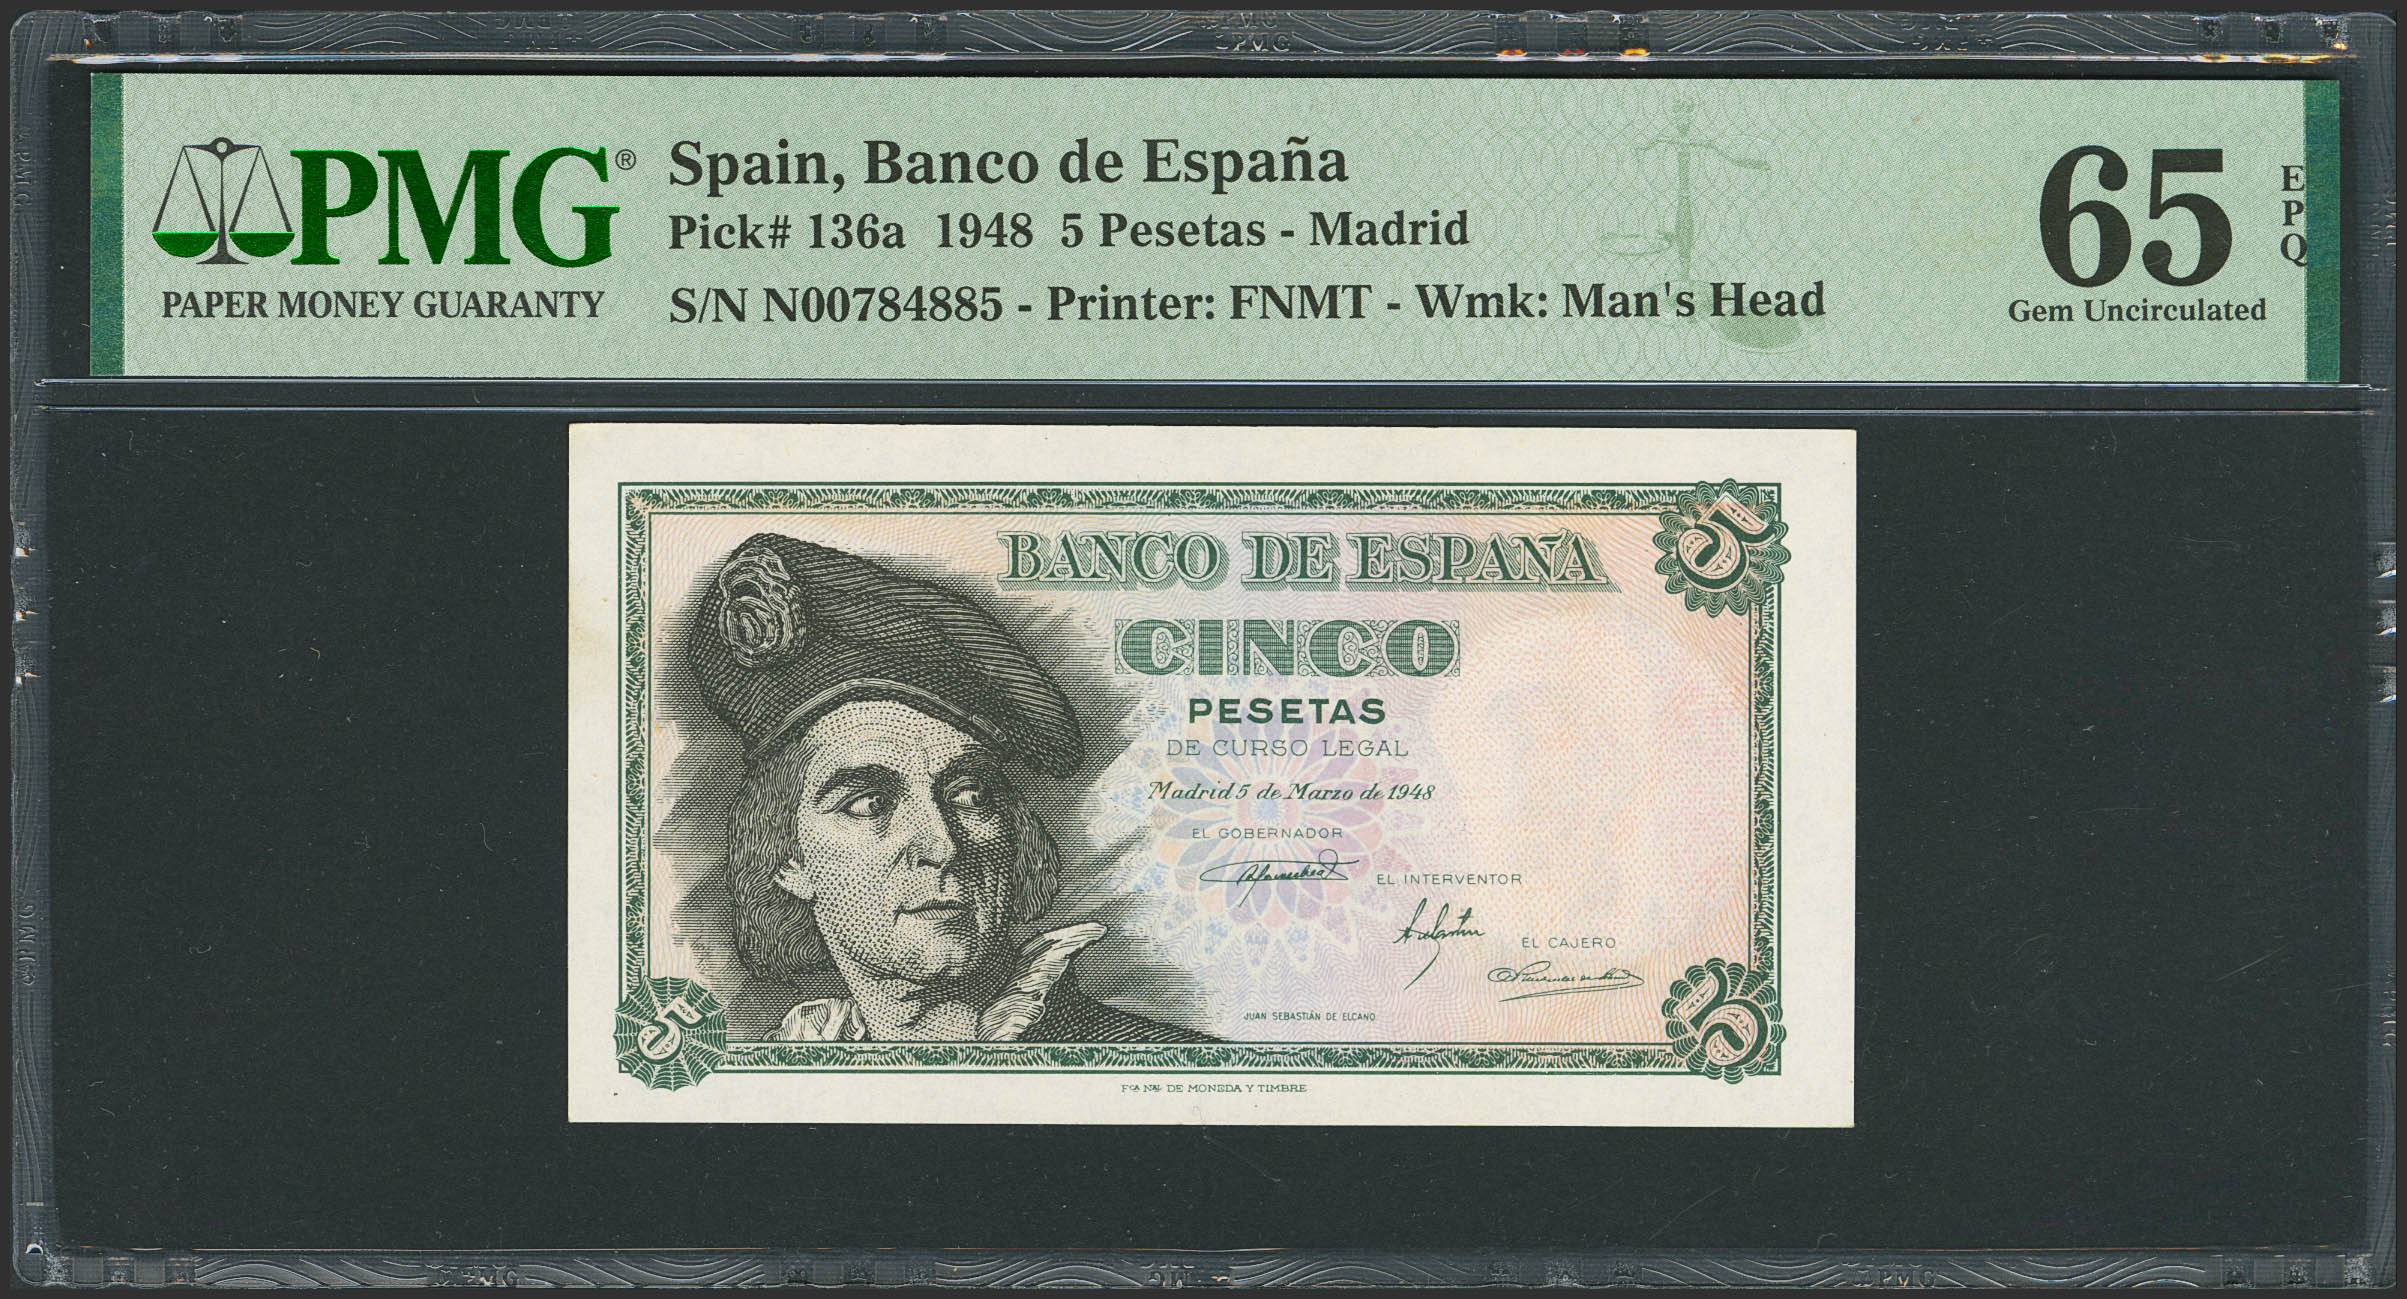 PMG®
PAPER MONEY GUARANTY
Spain, Banco de España
Pick# 136a 1948 5 Pesetas - Madrid
S/N N00784885 - Printer: FNMT - Wmk: Man's Head
65
EPQ
Gem Uncirculated
BANCO DE ESPAÑA
5
CINCO
PESETAS
DE CURSO LEGAL
Madrid 5 de Marzo de 1948
EL GOBERNADOR
EL INTERVENTOR
EL CAJERO
JUAN SEBASTIÁN DE ELCANO
5
5
FCA NAL DE MONEDA Y TIMBRE